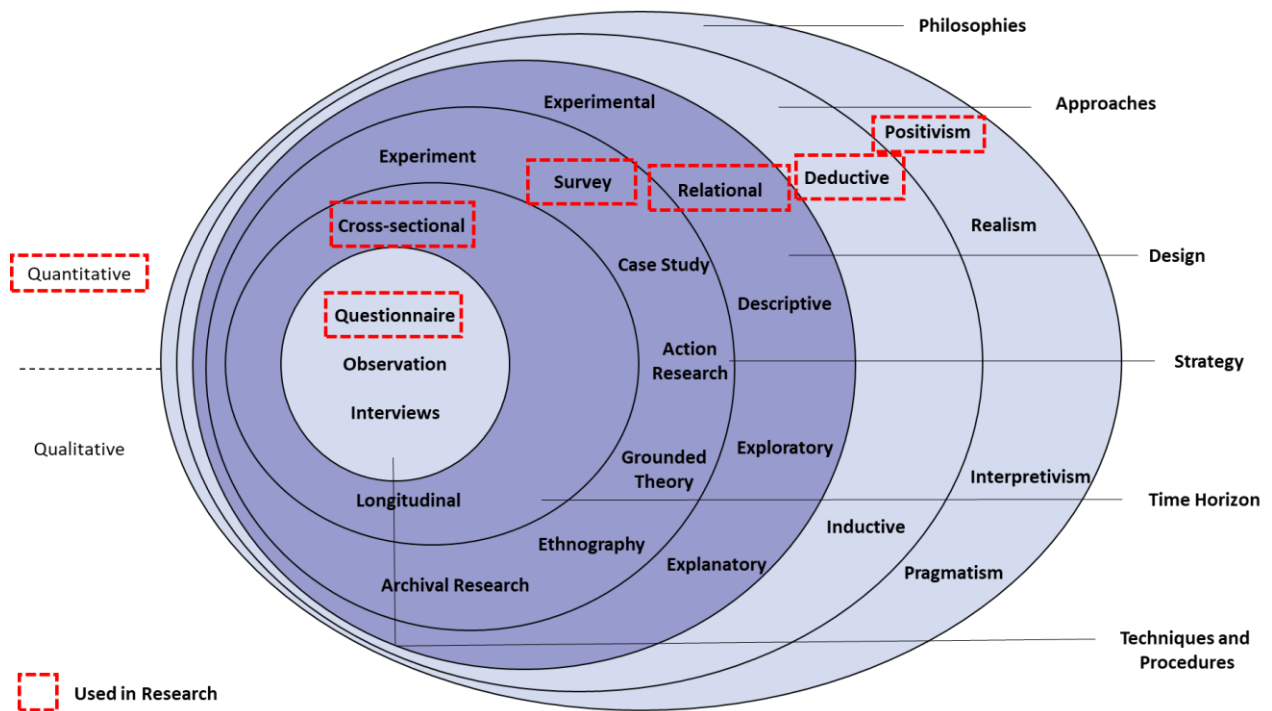 Philosophies
Experimental
Approaches
Positivism
Experiment
Survey
Relational
Deductive
Cross-sectional
Realism
Quantitative
Case Study
Design
Questionnaire
Descriptive
Observation
Action
Research
Strategy
Interviews
Qualitative
Exploratory
Grounded
Theory
Interpretivism
Longitudinal
Time Horizon
Inductive
Ethnography
Explanatory
Pragmatism
Archival Research
Techniques and
Procedures
Used in Research